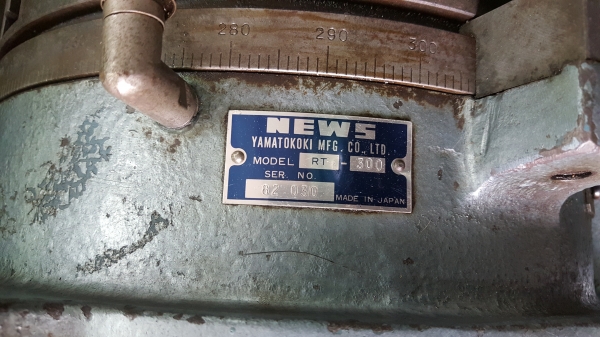 280 290 300
NEWS
YAMATOKOKI MFG. CO., LTD.
MODEL RT - 300
SER. NO
MADE IN JAPAN